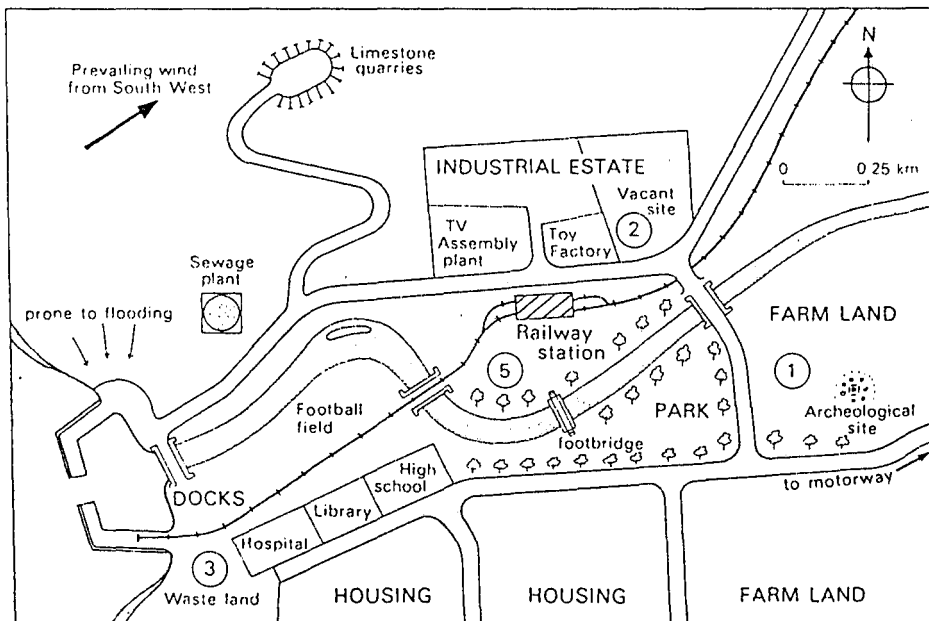 Limestone
quarries
Prevailing wind
from South West
N
0 0.25 km
INDUSTRIAL ESTATE
Vacant
site
2
TV
Assembly
plant
Toy
Factory
Sewage
plant
prone to flooding
FARM LAND
Railway
station
5
1
Football
field
PARK
Archeological
site
footbridge
High
school
to motorway
DOCKS
Library
Hospital
3
Waste land
HOUSING
HOUSING
FARM LAND